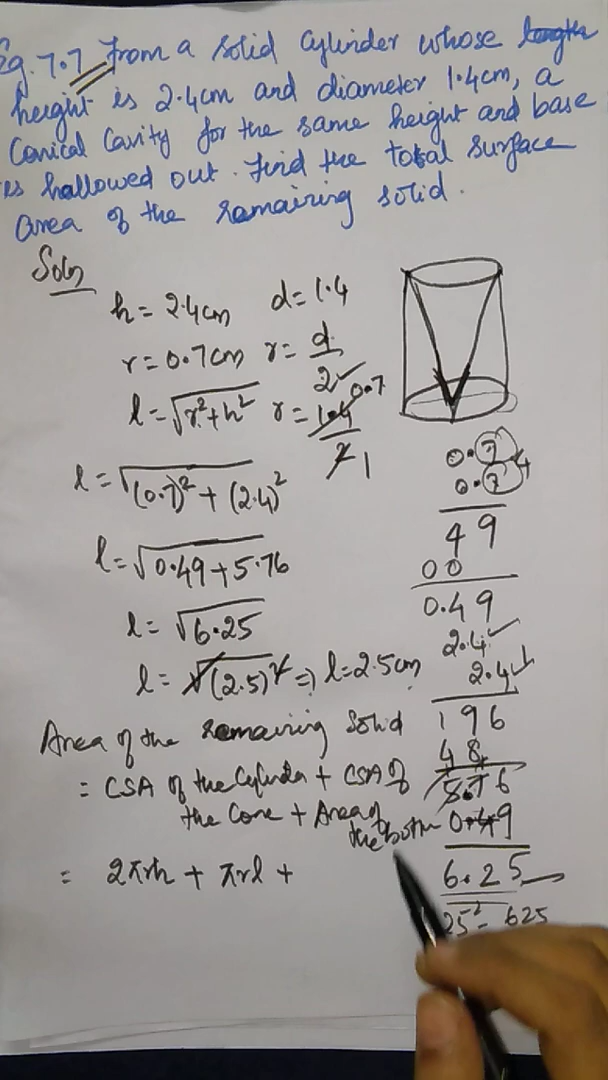 Eg. 7.7 From a solid cylinder whose length
height is 2.4cm and diameter 1.4cm, a
Conical Cavity for the same height and base
is hallowed out. Find the total surface
area of the remaining solid.
Soln
h = 2.4cm d = 1.4
r = 0.7cm r = d/2
l = √r²+h² r = 1.4/2 0.7
1
l = √(0.7)² + (2.4)²
l = √0.49+5.76
l = √6.25
l = √(2.5)² ⇒ l = 2.5cm
Area of the remaining Solid
= CSA of the Cylinder + CSA of
the Cone + Area of
the bottom
= 2πrh + πrl +
0.7
0.7
4
49
00
0.49
2.4
2.4
196
48
5.76
0.49
6.25
25² = 625